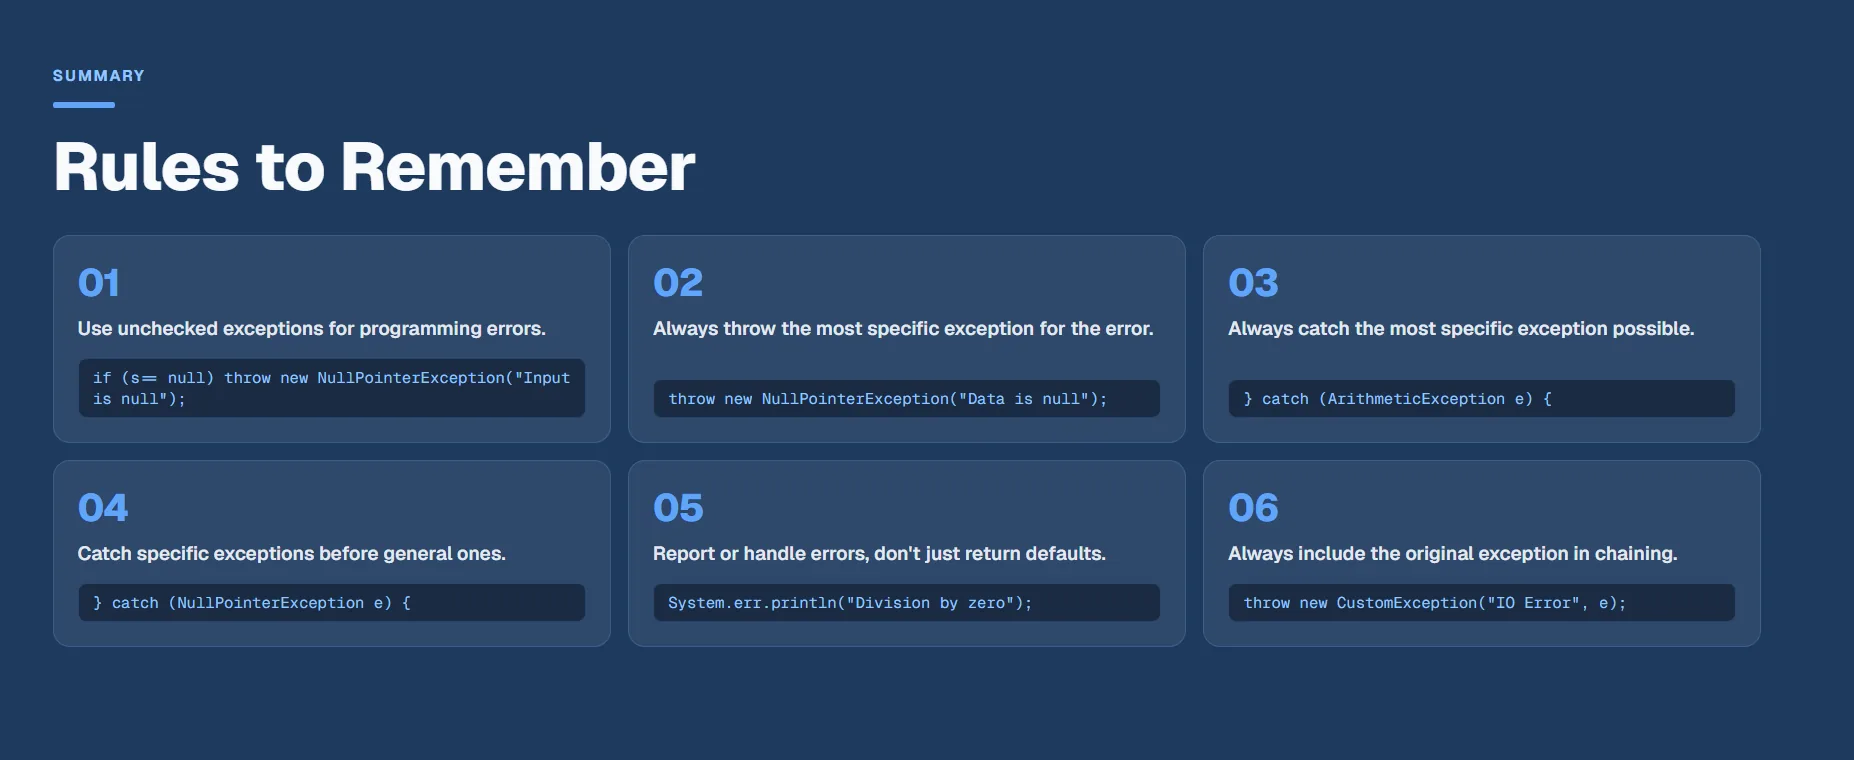 SUMMARY
Rules to Remember
01
Use unchecked exceptions for programming errors.
if (s== null) throw new NullPointerException("Input
is null");
02
Always throw the most specific exception for the error.
throw new NullPointerException("Data is null");
03
Always catch the most specific exception possible.
} catch (ArithmeticException e) {
04
Catch specific exceptions before general ones.
} catch (NullPointerException e) {
05
Report or handle errors, don't just return defaults.
System.err.println("Division by zero");
06
Always include the original exception in chaining.
throw new CustomException("IO Error", e);